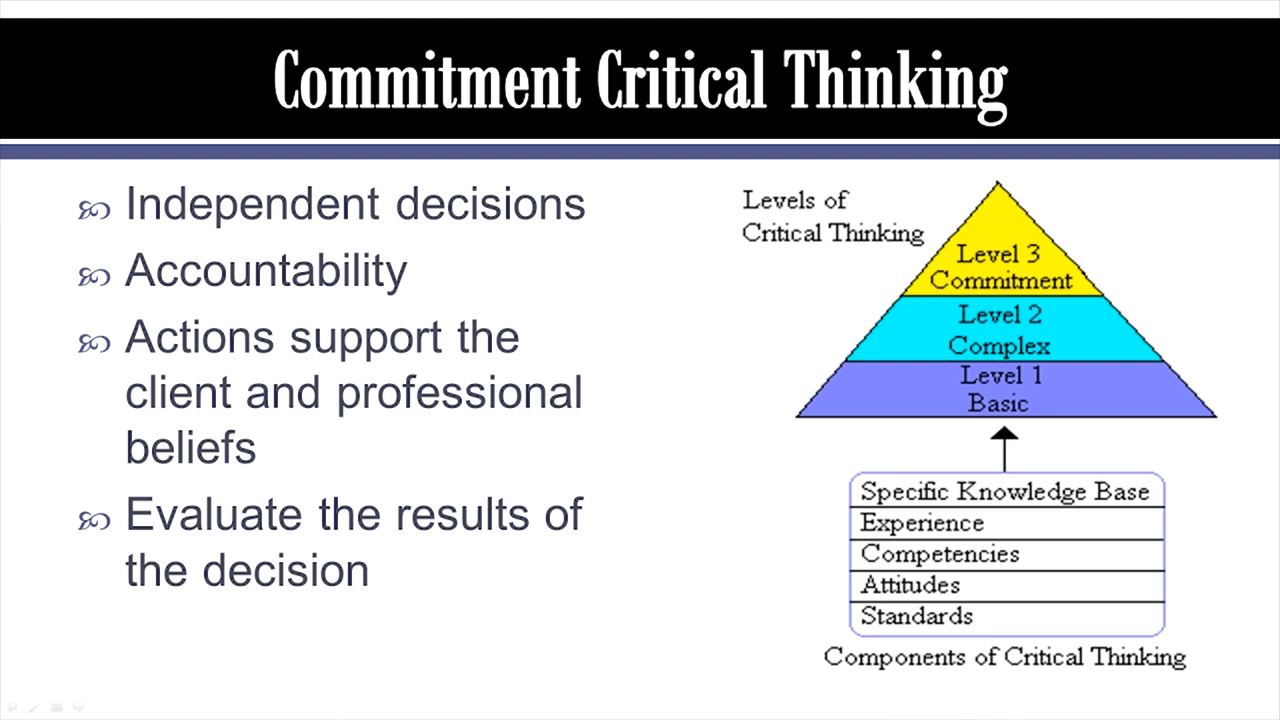 Commitment Critical Thinking
Independent decisions
Accountability
Actions support the
client and professional
beliefs
Evaluate the results of
the decision
Levels of
Critical Thinking
Level 3
Commitment
Level 2
Complex
Level 1
Basic
Specific Knowledge Base
Experience
Competencies
Attitudes
Standards
Components of Critical Thinking